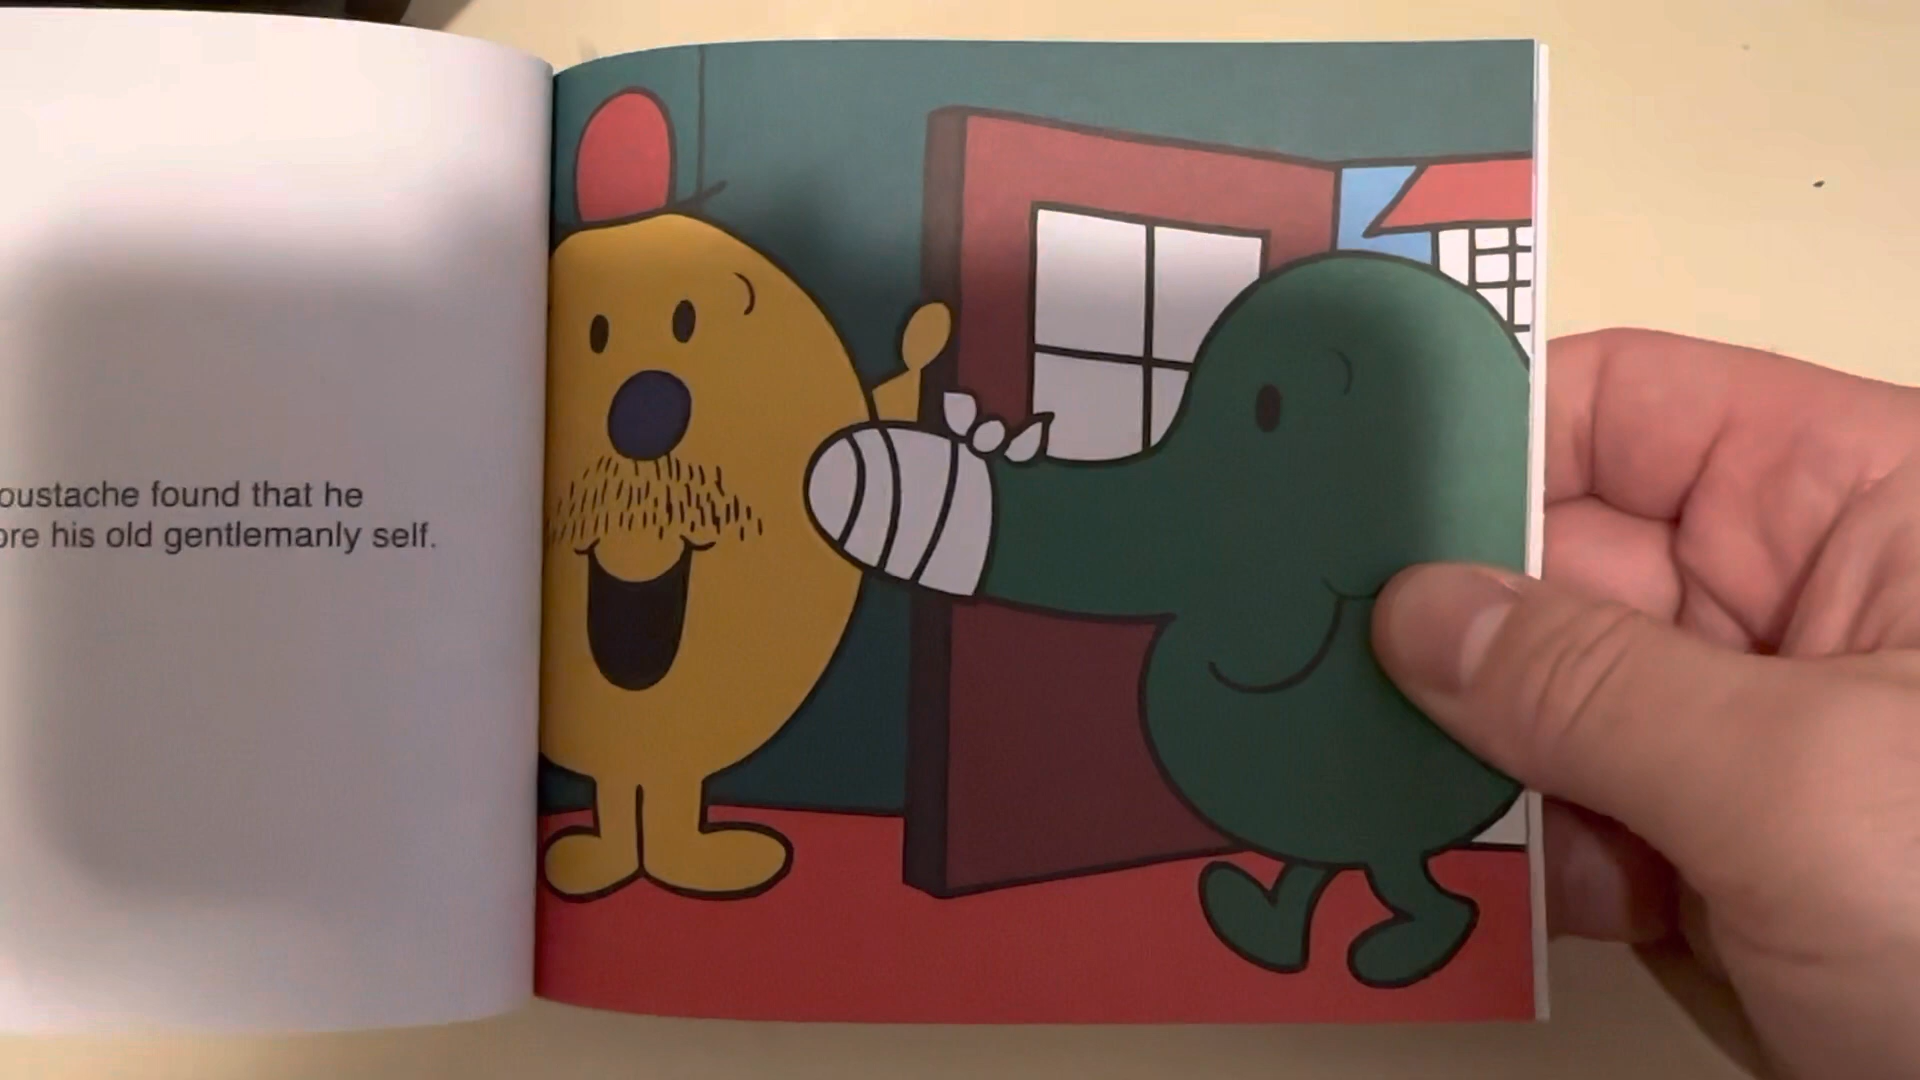 oustache found that he
ore his old gentlemanly self.